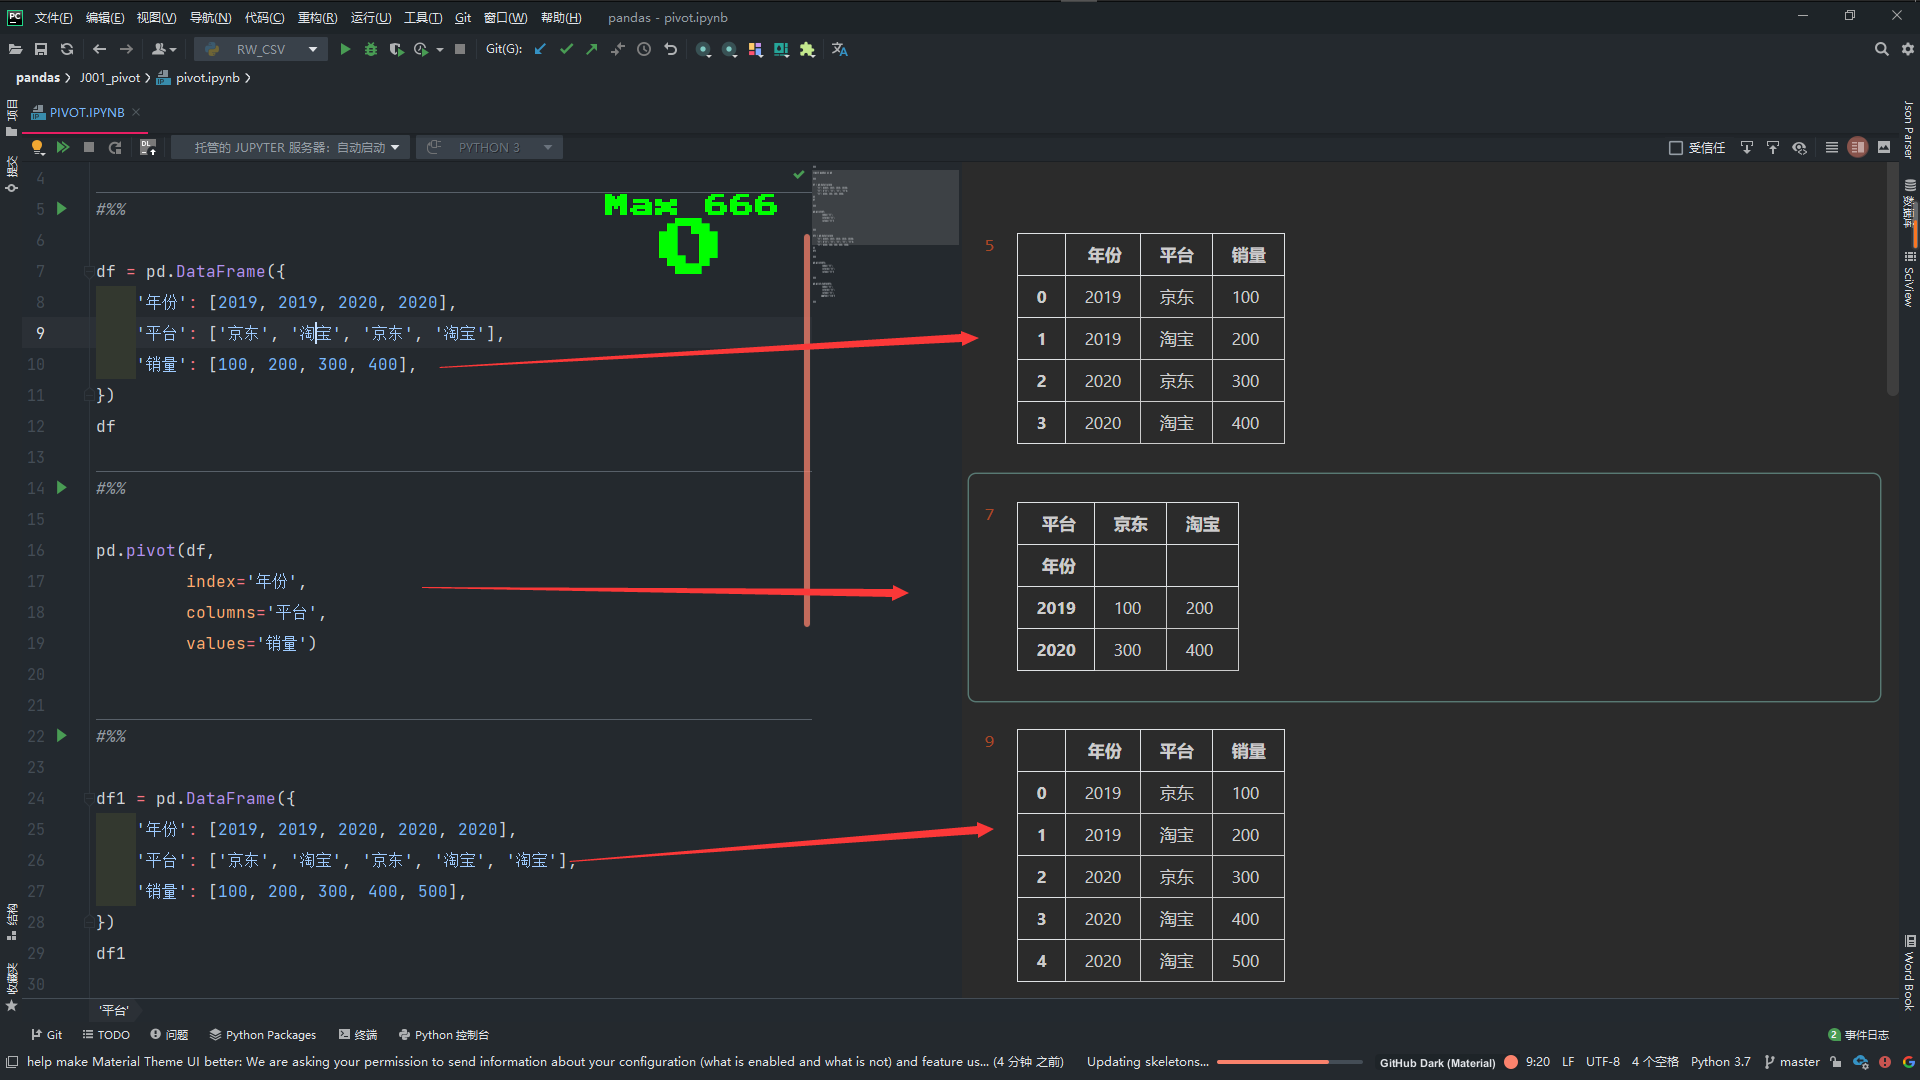 PC 文件(F) 编辑(E) 视图(V) 导航(N) 代码(C) 重构(R) 运行(U) 工具(T) Git 窗口(W) 帮助(H) pandas - pivot.ipynb
RW_CSV Git(G):
pandas J001_pivot pivot.ipynb
PIVOT.IPYNB
托管的 JUPYTER 服务器: 自动启动 PYTHON 3 受信任
项目
提交
结构
收藏夹
4
5 #%%
Max 666
0
6
7 df = pd.DataFrame({
8 '年份': [2019, 2019, 2020, 2020],
9 '平台': ['京东', '淘宝', '京东', '淘宝'],
10 '销量': [100, 200, 300, 400],
11 })
12 df
13
14 #%%
15
16 pd.pivot(df,
17 index='年份',
18 columns='平台',
19 values='销量')
20
21
22 #%%
23
24 df1 = pd.DataFrame({
25 '年份': [2019, 2019, 2020, 2020, 2020],
26 '平台': ['京东', '淘宝', '京东', '淘宝', '淘宝'],
27 '销量': [100, 200, 300, 400, 500],
28 })
29 df1
30
5
年份 平台 销量
0 2019 京东 100
1 2019 淘宝 200
2 2020 京东 300
3 2020 淘宝 400
7
平台 京东 淘宝
年份
2019 100 200
2020 300 400
9
年份 平台 销量
0 2019 京东 100
1 2019 淘宝 200
2 2020 京东 300
3 2020 淘宝 400
4 2020 淘宝 500
Json Parser
数据库
SciView
Word Book
'平台'
Git TODO 问题 Python Packages 终端 Python 控制台 2 事件日志
help make Material Theme UI better: We are asking your permission to send information about your configuration (what is enabled and what is not) and feature us... (4 分钟 之前) Updating skeletons... GitHub Dark (Material) 9:20 LF UTF-8 4 个空格 Python 3.7 master